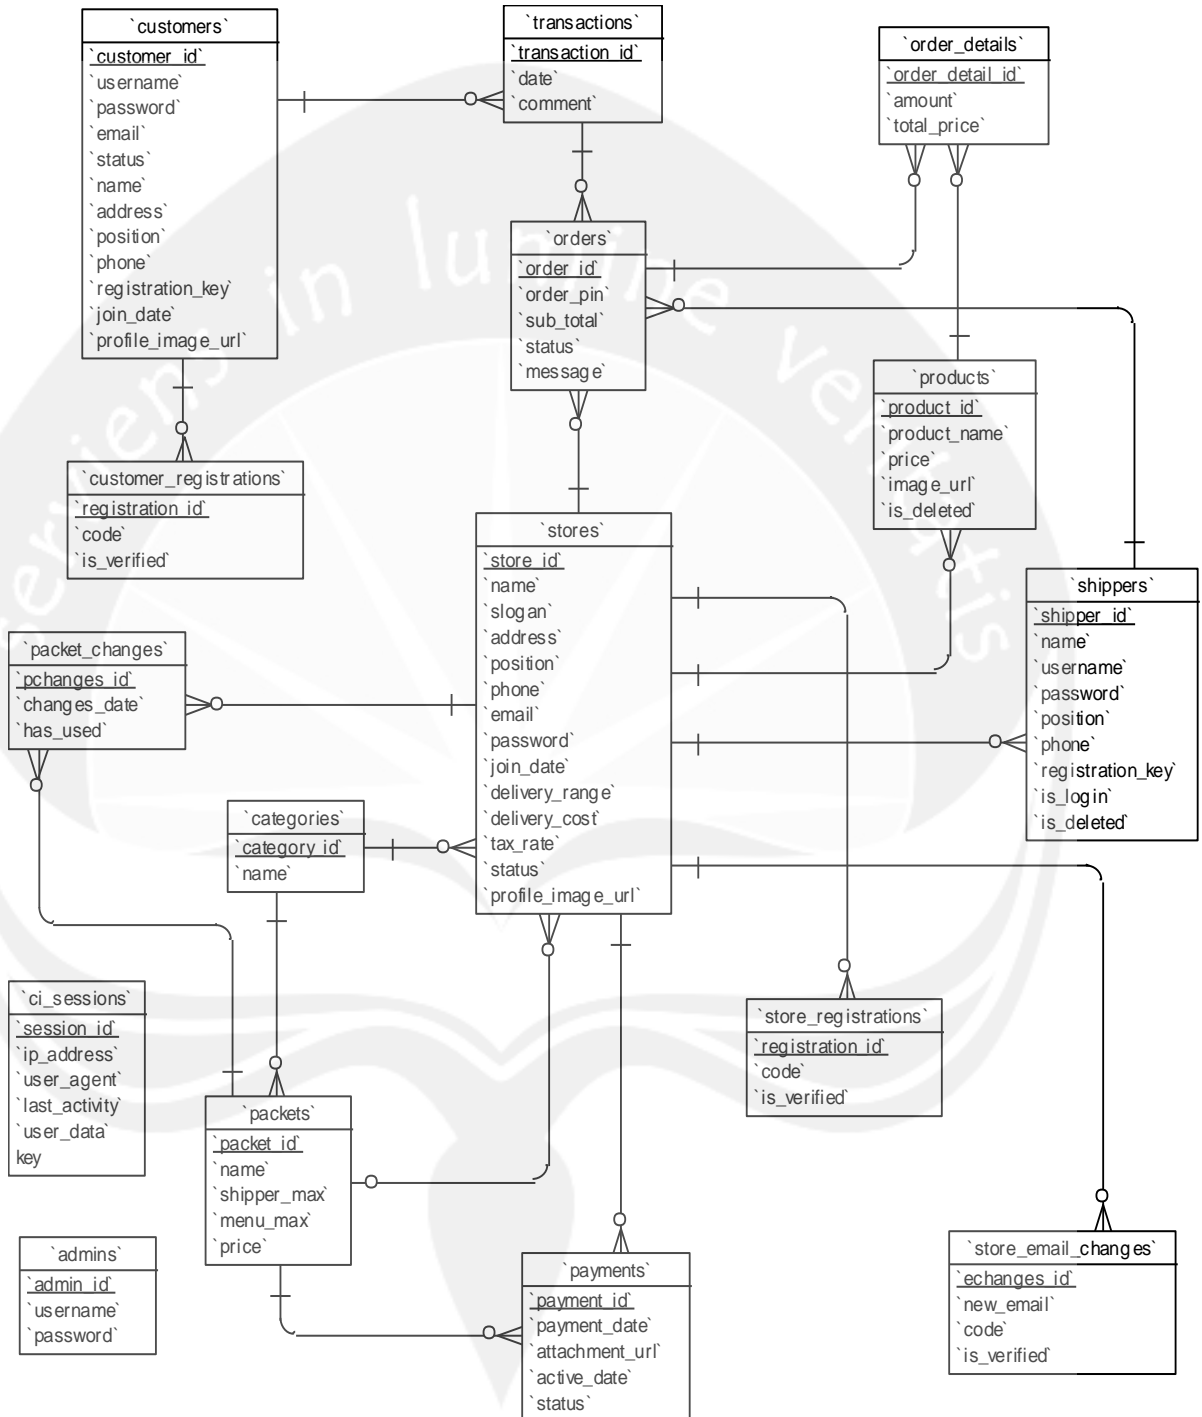 `customers`
`customer_id`
`username`
`password`
`email`
`status`
`name`
`address`
`position`
`phone`
`registration_key`
`join_date`
`profile_image_url`
`transactions`
`transaction_id`
`date`
`comment`
`order_details`
`order_detail_id`
`amount`
`total_price`
`orders`
`order_id`
`order_pin`
`sub_total`
`status`
`message`
`products`
`product_id`
`product_name`
`price`
`image_url`
`is_deleted`
`customer_registrations`
`registration_id`
`code`
`is_verified`
`stores`
`store_id`
`name`
`slogan`
`address`
`position`
`phone`
`email`
`password`
`join_date`
`delivery_range`
`delivery_cost`
`tax_rate`
`status`
`profile_image_url`
`shippers`
`shipper_id`
`name`
`username`
`password`
`position`
`phone`
`registration_key`
`is_login`
`is_deleted`
`packet_changes`
`pchanges_id`
`changes_date`
`has_used`
`categories`
`category_id`
`name`
`ci_sessions`
`session_id`
`ip_address`
`user_agent`
`last_activity`
`user_data`
key
`store_registrations`
`registration_id`
`code`
`is_verified`
`packets`
`packet_id`
`name`
`shipper_max`
`menu_max`
`price`
`admins`
`admin_id`
`username`
`password`
`payments`
`payment_id`
`payment_date`
`attachment_url`
`active_date`
`status`
`store_email_changes`
`echanges_id`
`new_email`
`code`
`is_verified`
serviens in lumine veritatis